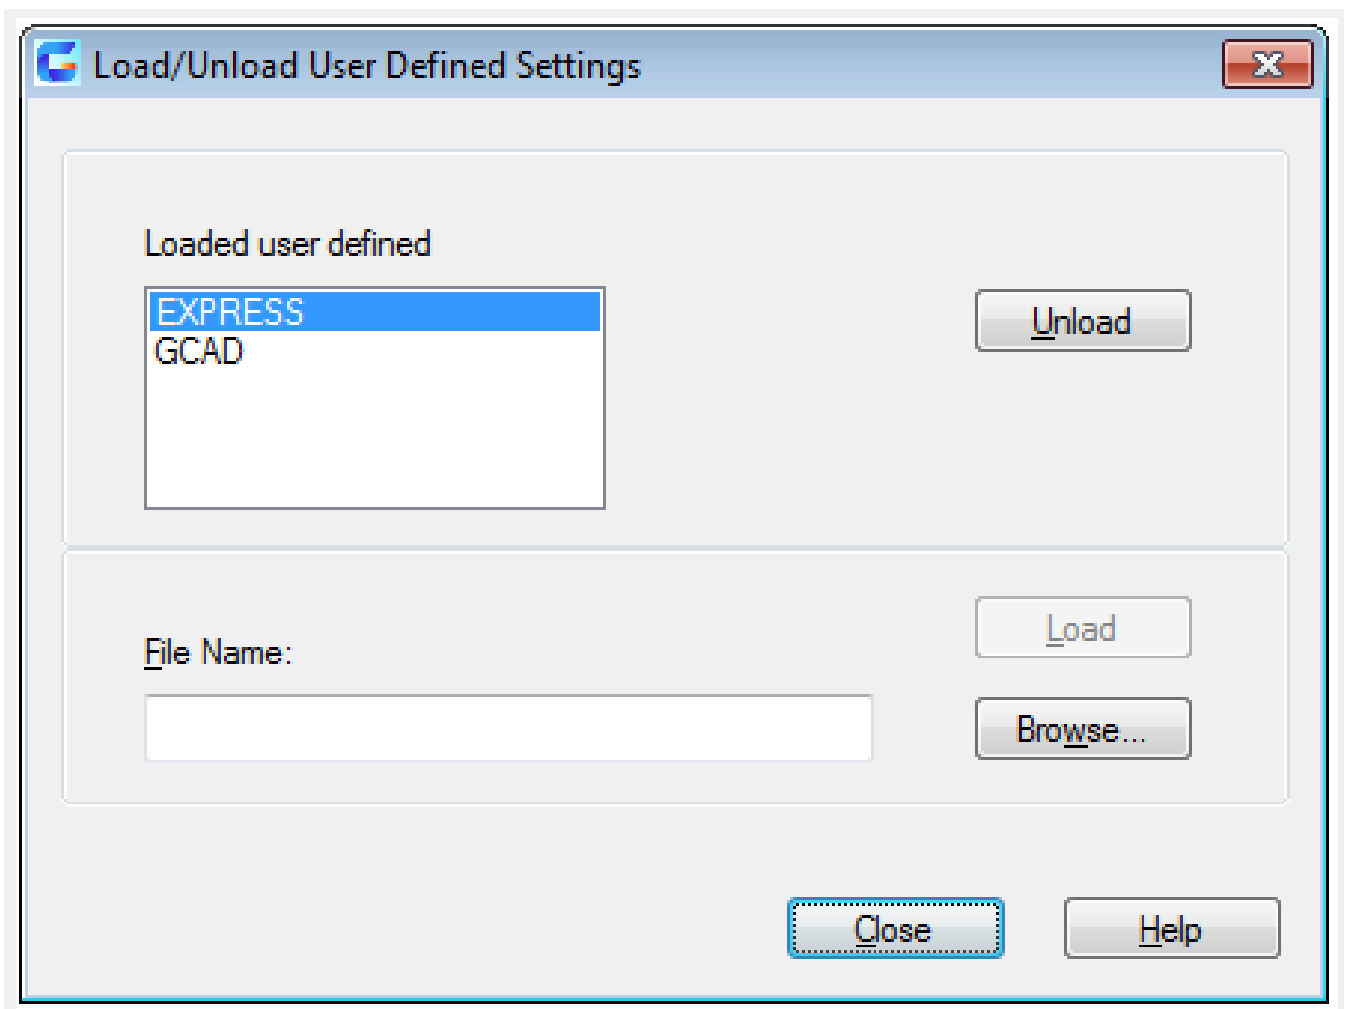 Load/Unload User Defined Settings
Loaded user defined
EXPRESS
GCAD
Unload
Load
File Name:
Browse...
Close
Help